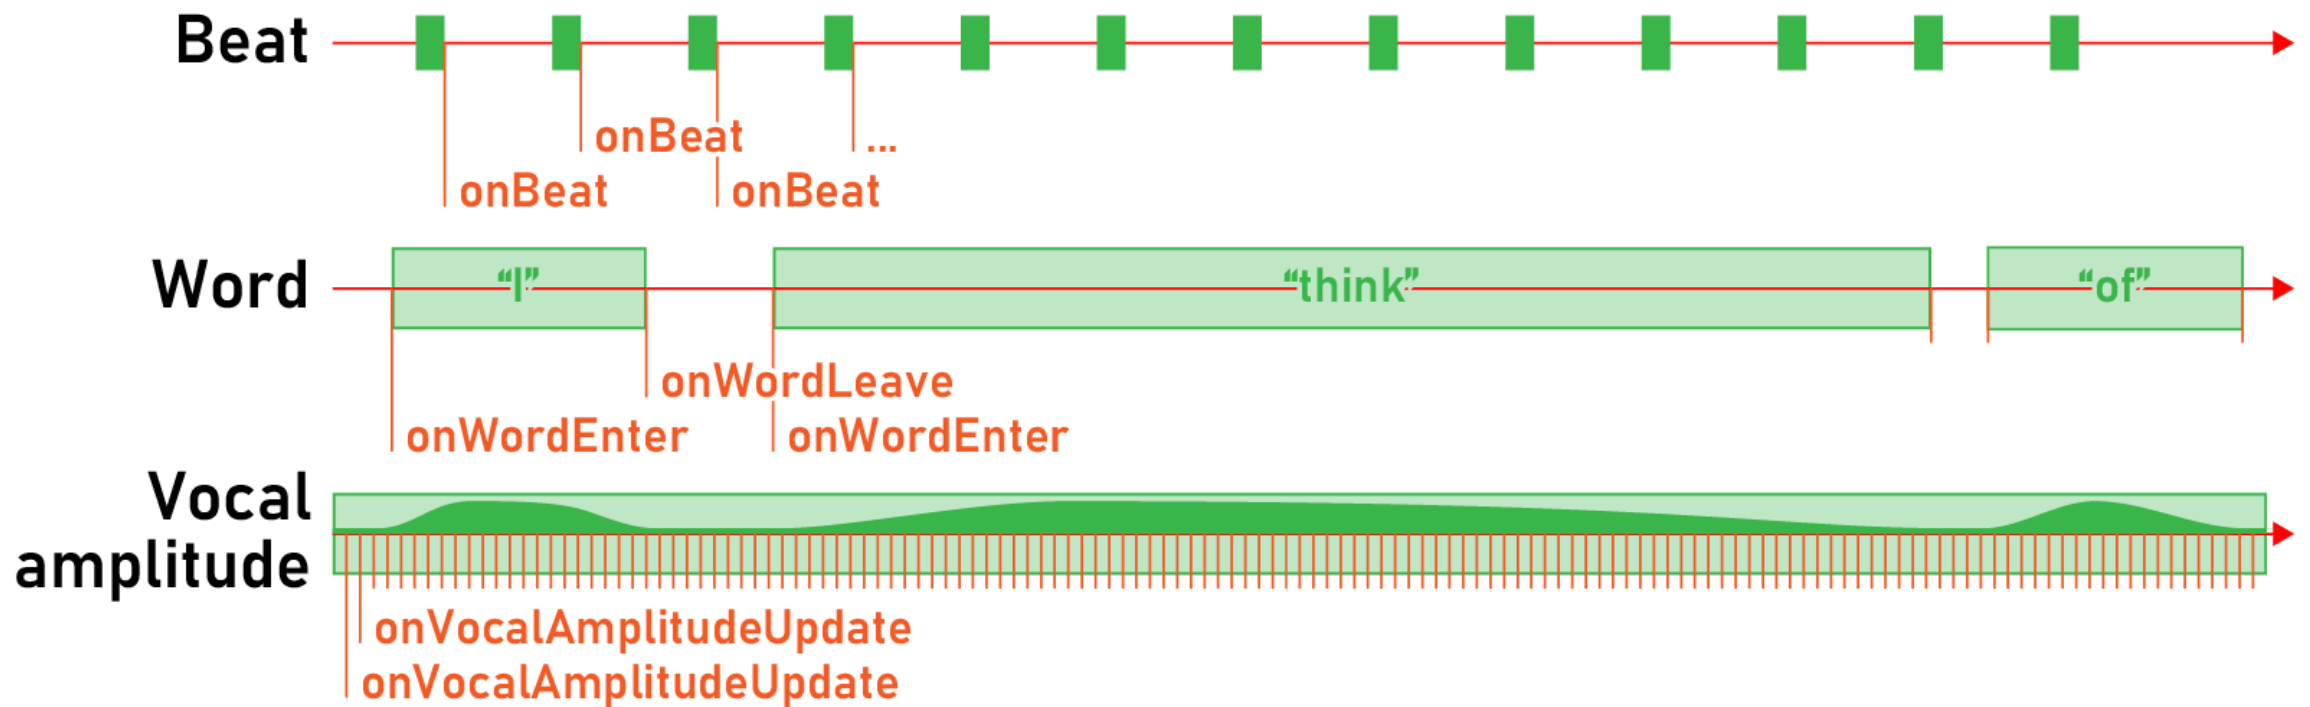 Beat
onBeat
...
onBeat
onBeat
Word
“I”
“think”
“of”
onWordLeave
onWordEnter
onWordEnter
Vocal
amplitude
onVocalAmplitudeUpdate
onVocalAmplitudeUpdate